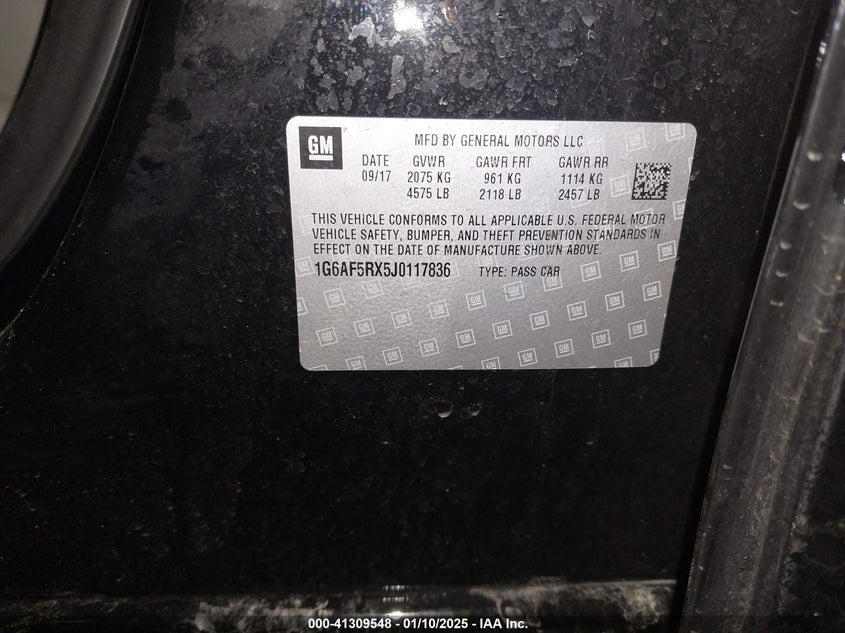 GM
MFD BY GENERAL MOTORS LLC
DATE GVWR GAWR FRT GAWR RR
09/17 2075 KG 961 KG 1114 KG
4575 LB 2118 LB 2457 LB
THIS VEHICLE CONFORMS TO ALL APPLICABLE U.S. FEDERAL MOTOR
VEHICLE SAFETY, BUMPER, AND THEFT PREVENTION STANDARDS IN
EFFECT ON THE DATE OF MANUFACTURE SHOWN ABOVE.
1G6AF5RX5J0117836 TYPE: PASS CAR
000-41309548 - 01/10/2025 - IAA Inc.